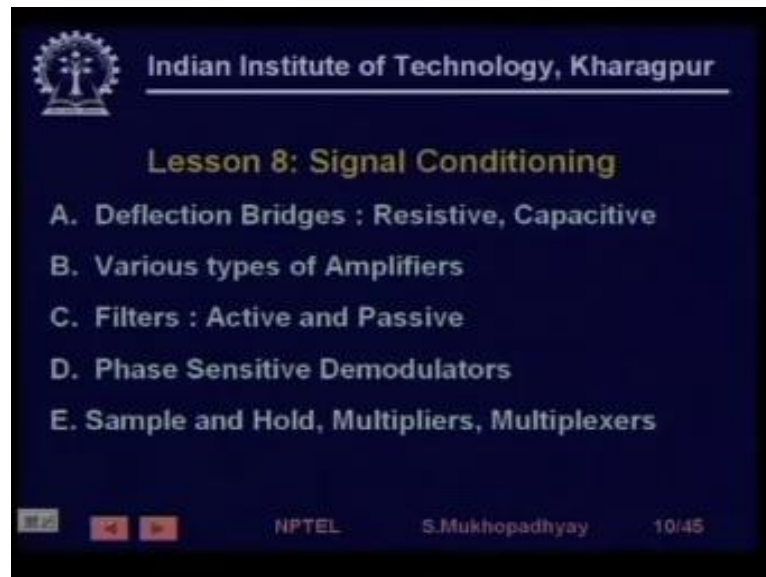 Indian Institute of Technology, Kharagpur
Lesson 8: Signal Conditioning
A. Deflection Bridges : Resistive, Capacitive
B. Various types of Amplifiers
C. Filters : Active and Passive
D. Phase Sensitive Demodulators
E. Sample and Hold, Multipliers, Multiplexers
NPTEL S.Mukhopadhyay 10/45